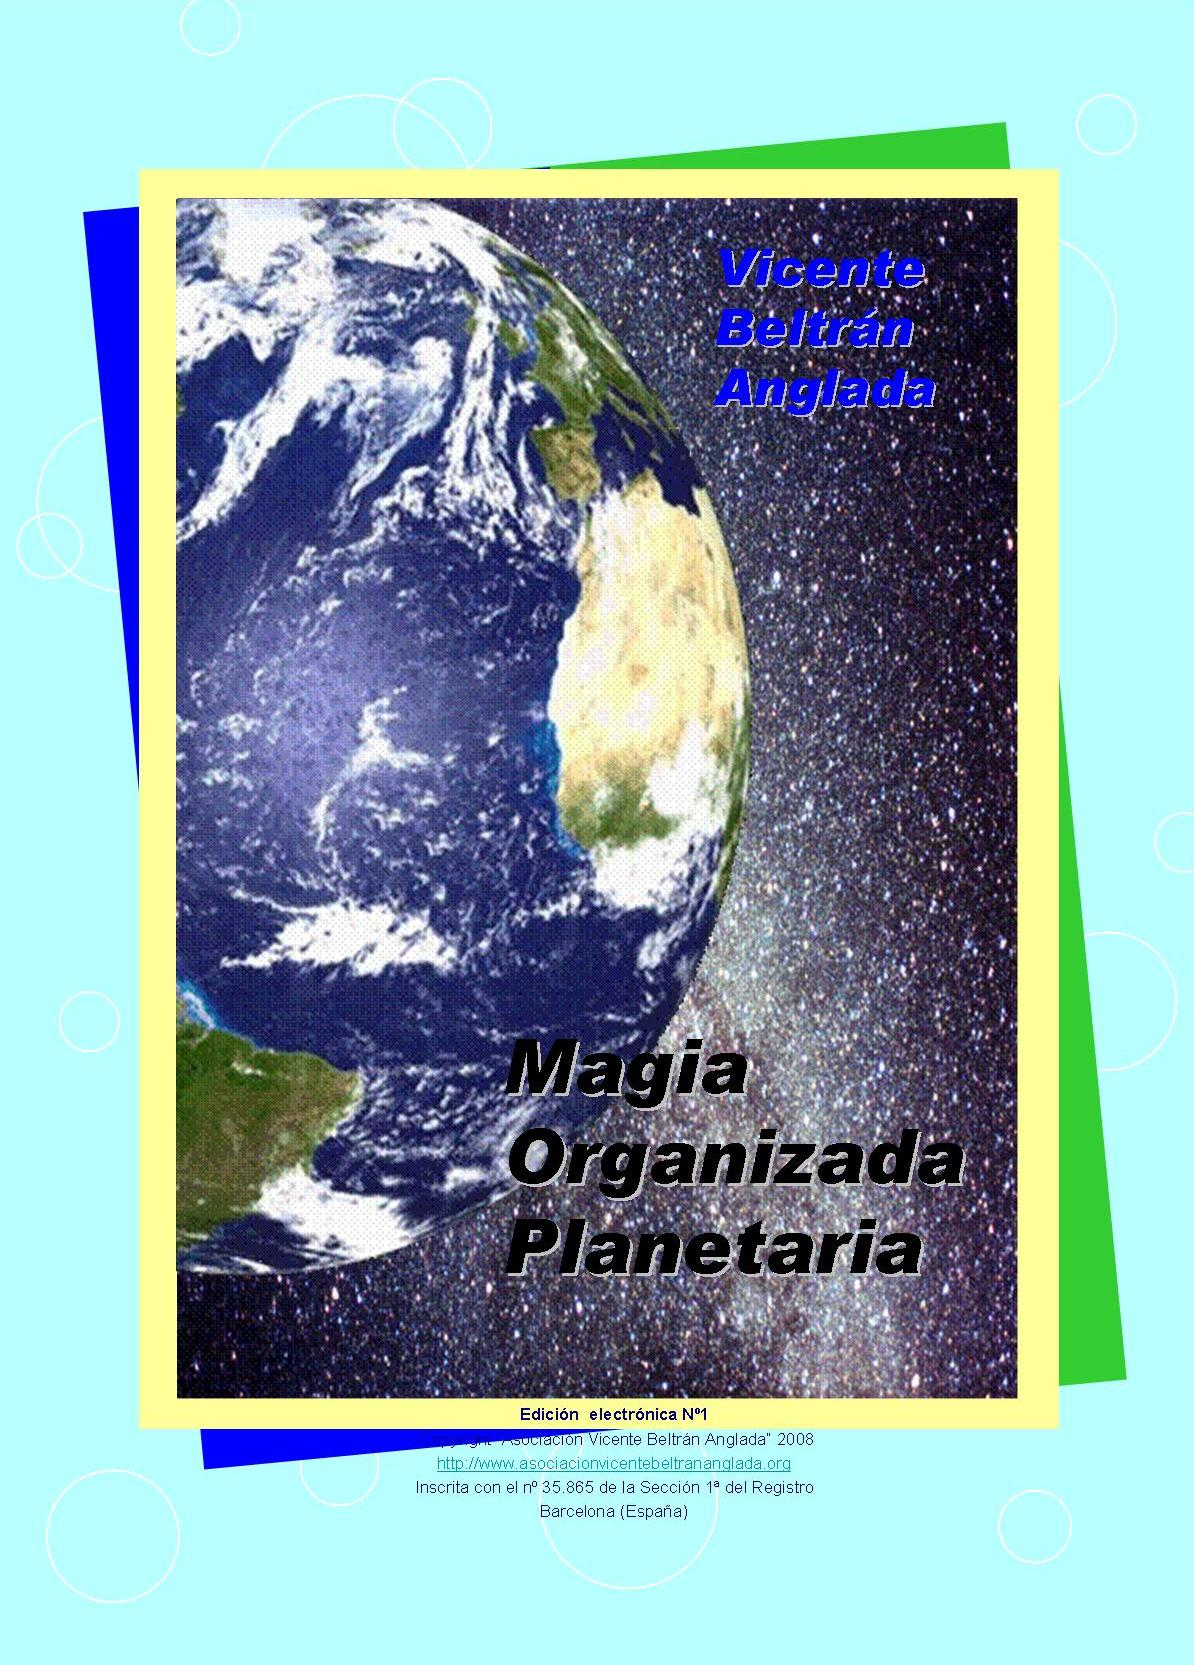 Vicente
Beltrán
Anglada
Magia
Organizada
Planetaria
Edición electrónica Nº1
Copyright "Asociación Vicente Beltrán Anglada" 2008
http://www.asociacionvicentebeltrananglada.org
Inscrita con el nº 35.865 de la Sección 1ª del Registro
Barcelona (España)